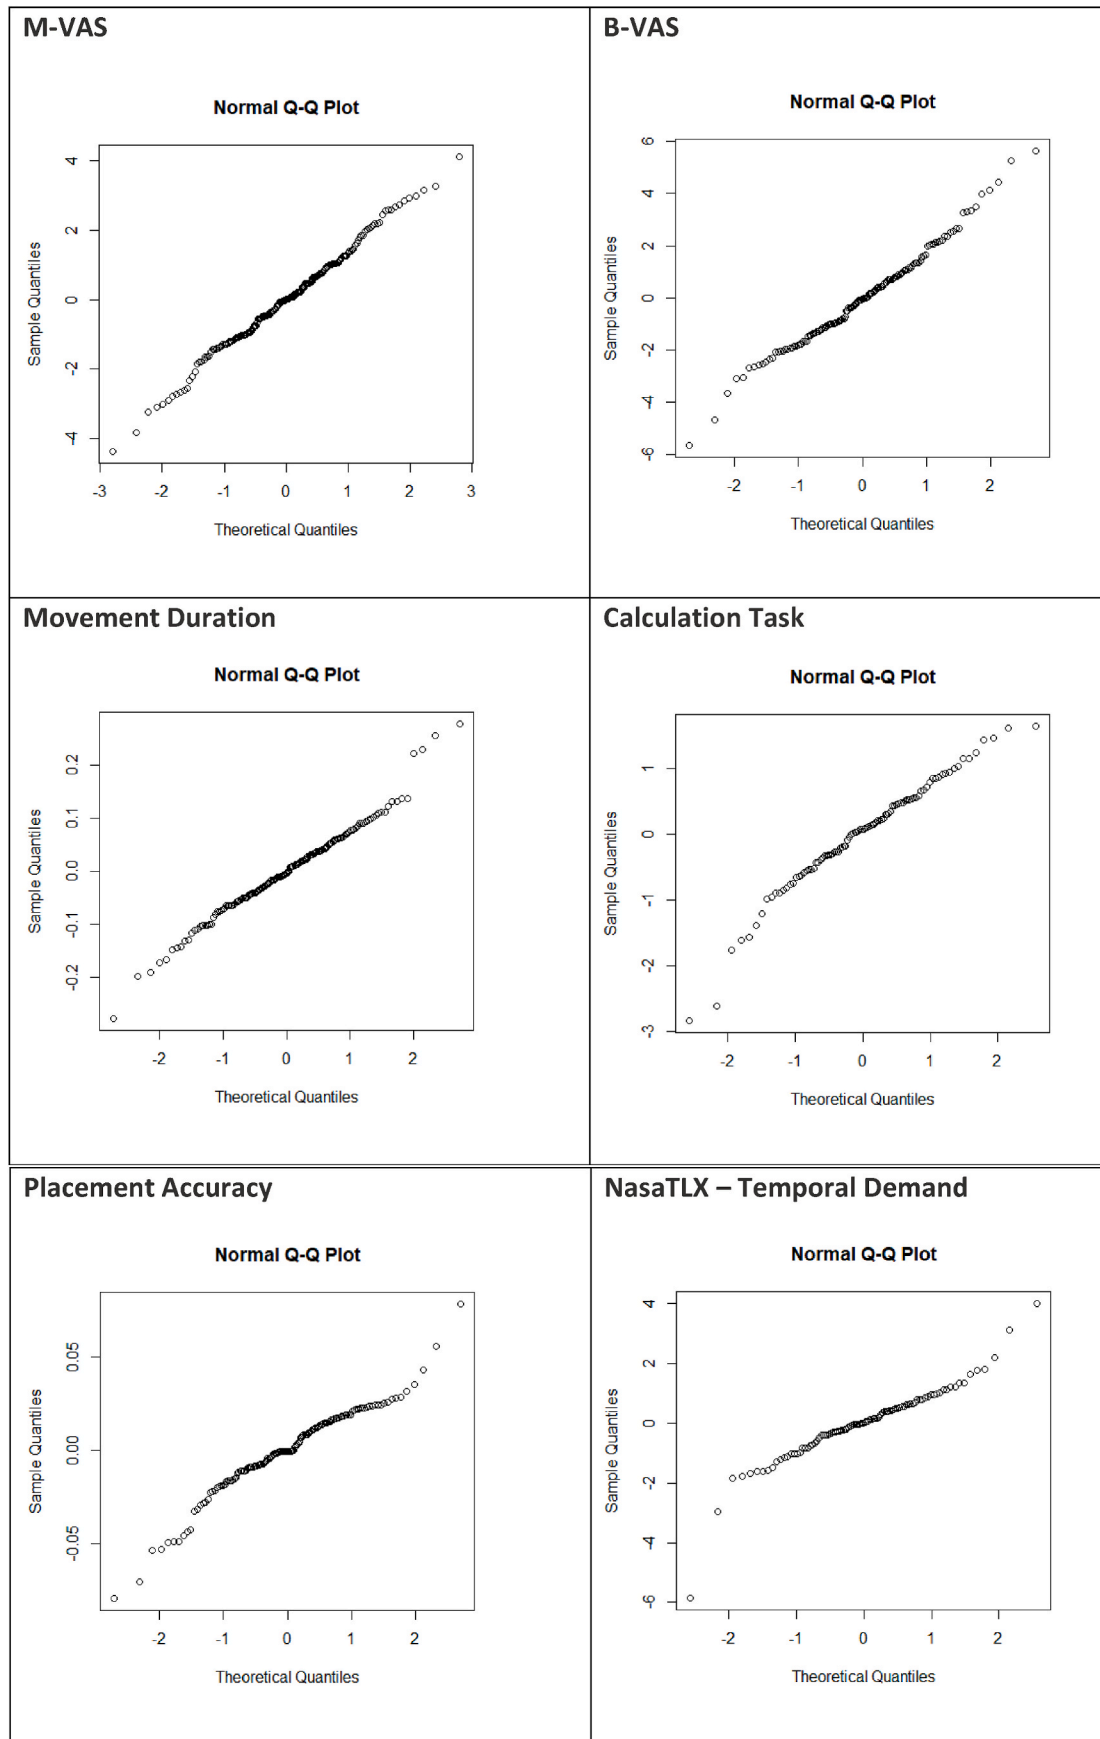 M-VAS
Normal Q-Q Plot
Sample Quantiles
4
2
0
-2
-4
-3 -2 -1 0 1 2 3
Theoretical Quantiles
B-VAS
Normal Q-Q Plot
Sample Quantiles
6
4
2
0
-2
-4
-6
-2 -1 0 1 2
Theoretical Quantiles
Movement Duration
Normal Q-Q Plot
Sample Quantiles
0.2
0.1
0.0
-0.1
-0.2
-2 -1 0 1 2
Theoretical Quantiles
Calculation Task
Normal Q-Q Plot
Sample Quantiles
1
0
-1
-2
-3
-2 -1 0 1 2
Theoretical Quantiles
Placement Accuracy
Normal Q-Q Plot
Sample Quantiles
0.05
0.00
-0.05
-2 -1 0 1 2
Theoretical Quantiles
NasaTLX – Temporal Demand
Normal Q-Q Plot
Sample Quantiles
4
2
0
-2
-4
-6
-2 -1 0 1 2
Theoretical Quantiles